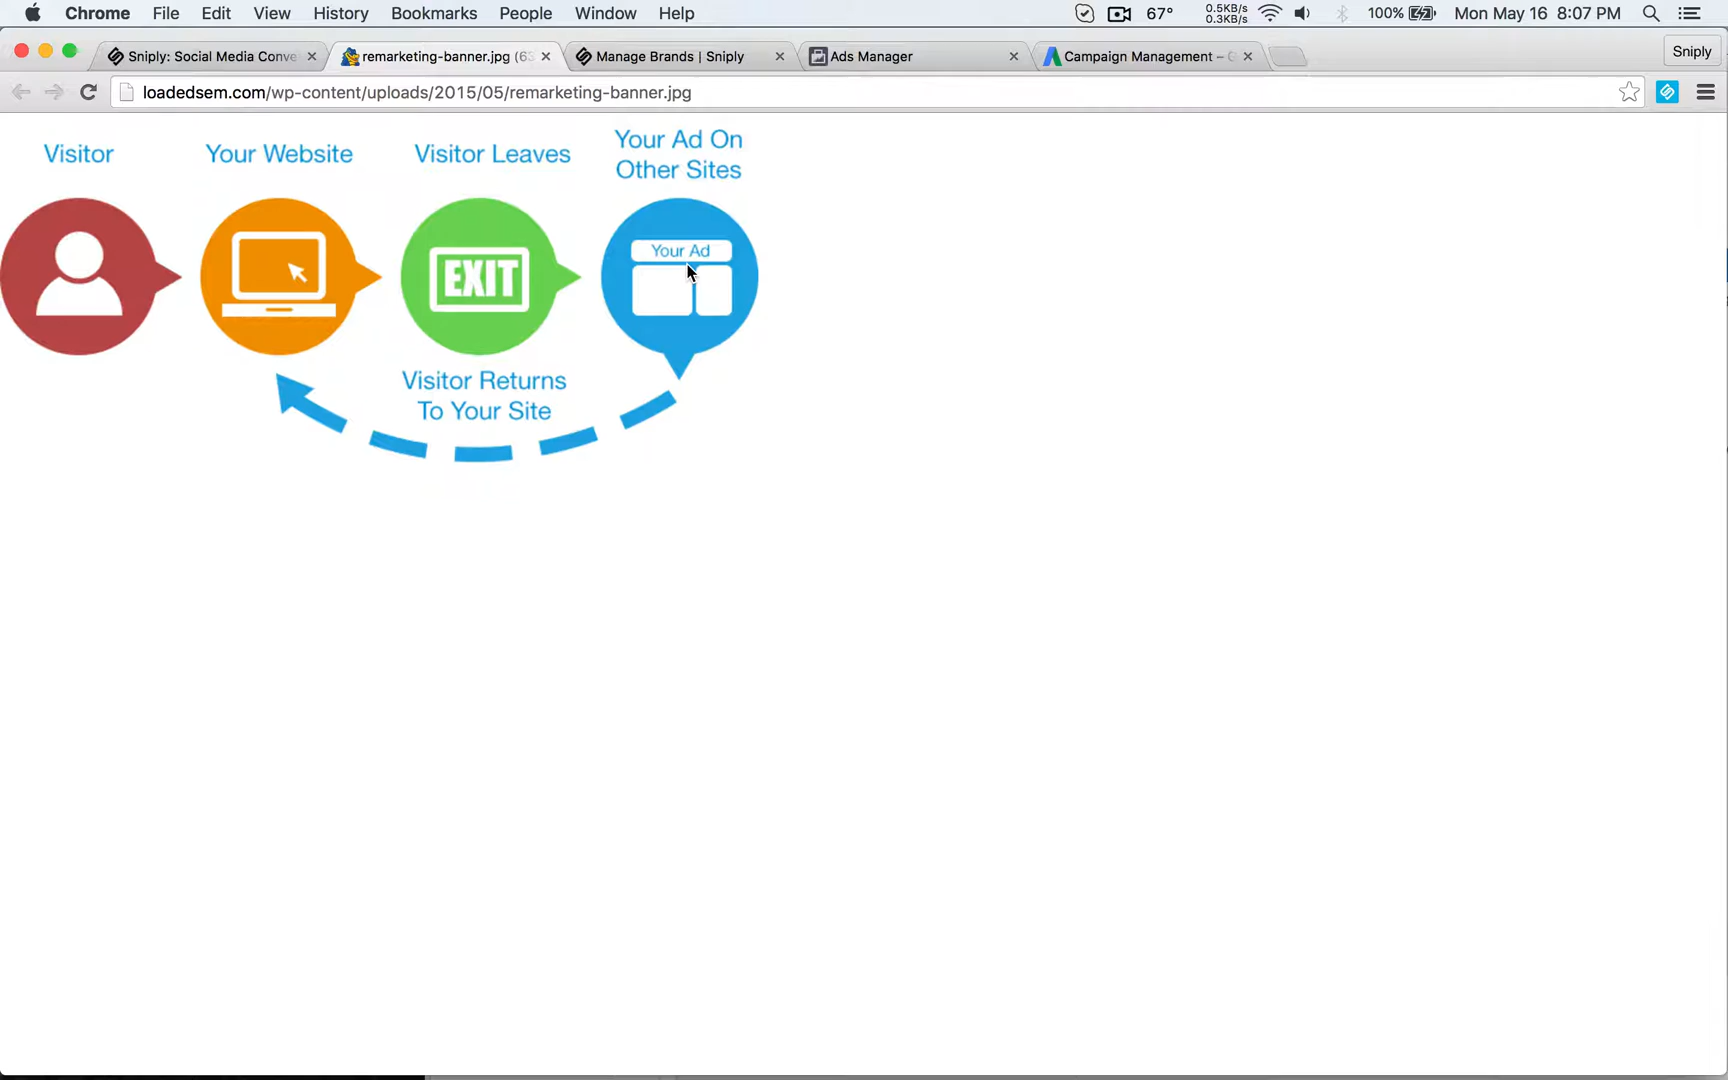 Chrome File Edit View History Bookmarks People Window Help
67° 0.5KB/s 0.3KB/s 100% Mon May 16 8:07 PM
Sniply: Social Media Conve
remarketing-banner.jpg (63
Manage Brands | Sniply
Ads Manager
Campaign Management – G
Sniply
loadedsem.com/wp-content/uploads/2015/05/remarketing-banner.jpg
Visitor
Your Website
Visitor Leaves
Your Ad On
Other Sites
EXIT
Your Ad
Visitor Returns
To Your Site